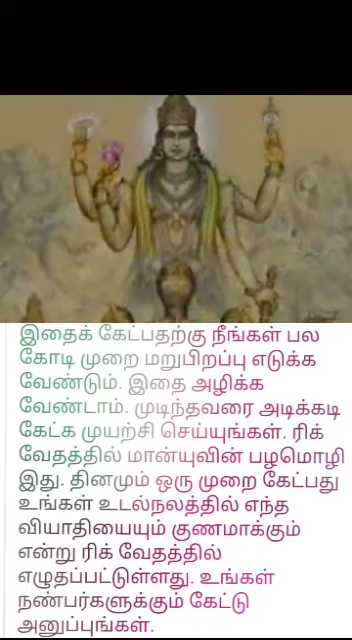 இதைக் கேட்பதற்கு நீங்கள் பல
கோடி முறை மறுபிறப்பு எடுக்க
வேண்டும். இதை அழிக்க
வேண்டாம். முடிந்தவரை அடிக்கடி
கேட்க முயற்சி செய்யுங்கள். ரிக்
வேதத்தில் மான்யுவின் பழமொழி
இது. தினமும் ஒரு முறை கேட்பது
உங்கள் உடல்நலத்தில் எந்த
வியாதியையும் குணமாக்கும்
என்று ரிக் வேதத்தில்
எழுதப்பட்டுள்ளது. உங்கள்
நண்பர்களுக்கும் கேட்டு
அனுப்புங்கள்.